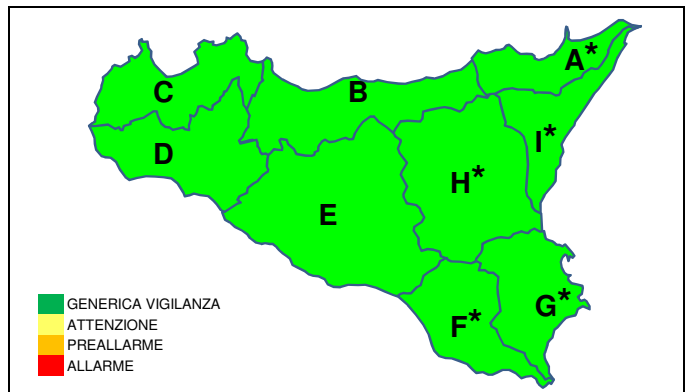 A*
C
B
I*
D
H*
E
G*
F*
GENERICA VIGILANZA
ATTENZIONE
PREALLARME
ALLARME